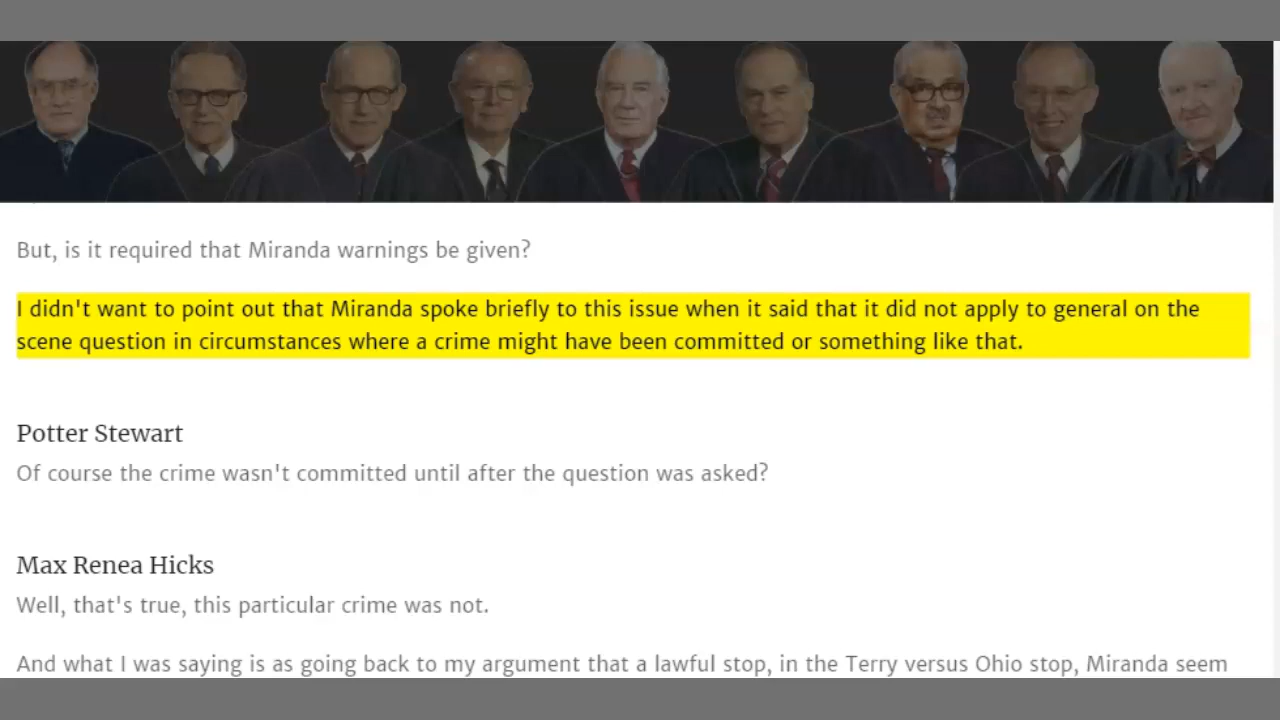 But, is it required that Miranda warnings be given?
I didn't want to point out that Miranda spoke briefly to this issue when it said that it did not apply to general on the
scene question in circumstances where a crime might have been committed or something like that.
Potter Stewart
Of course the crime wasn't committed until after the question was asked?
Max Renea Hicks
Well, that's true, this particular crime was not.
And what I was saying is as going back to my argument that a lawful stop, in the Terry versus Ohio stop, Miranda seem